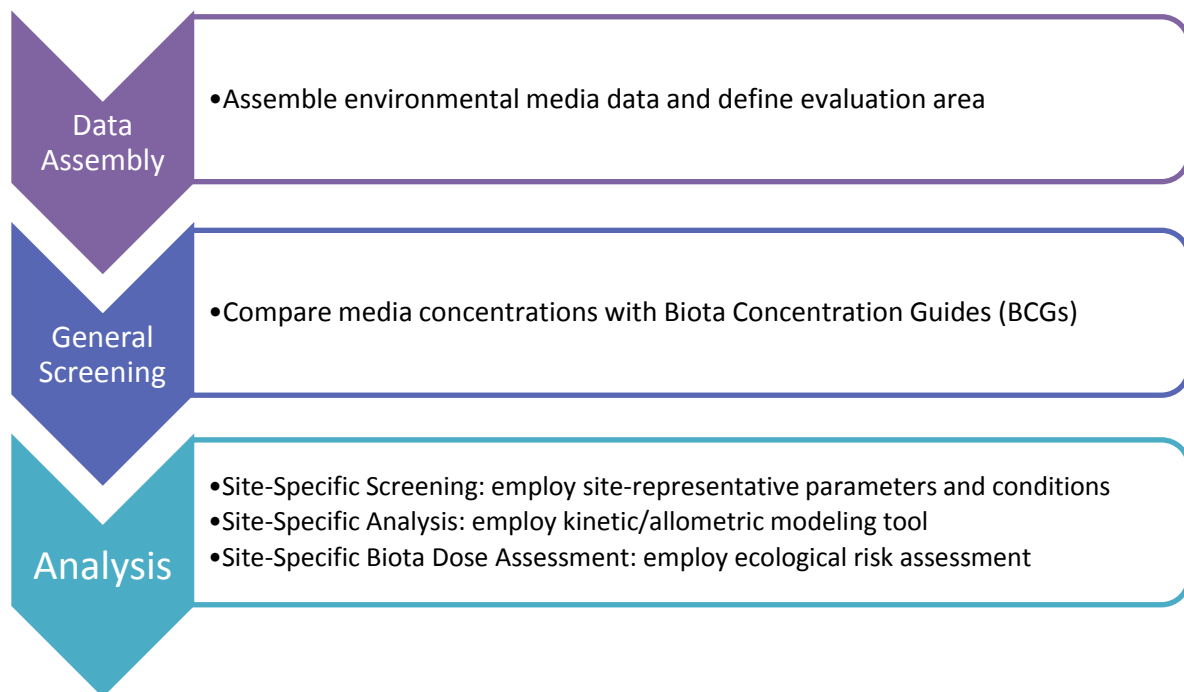 Data
Assembly
•Assemble environmental media data and define evaluation area
General
Screening
•Compare media concentrations with Biota Concentration Guides (BCGs)
Analysis
•Site-Specific Screening: employ site-representative parameters and conditions
•Site-Specific Analysis: employ kinetic/allometric modeling tool
•Site-Specific Biota Dose Assessment: employ ecological risk assessment